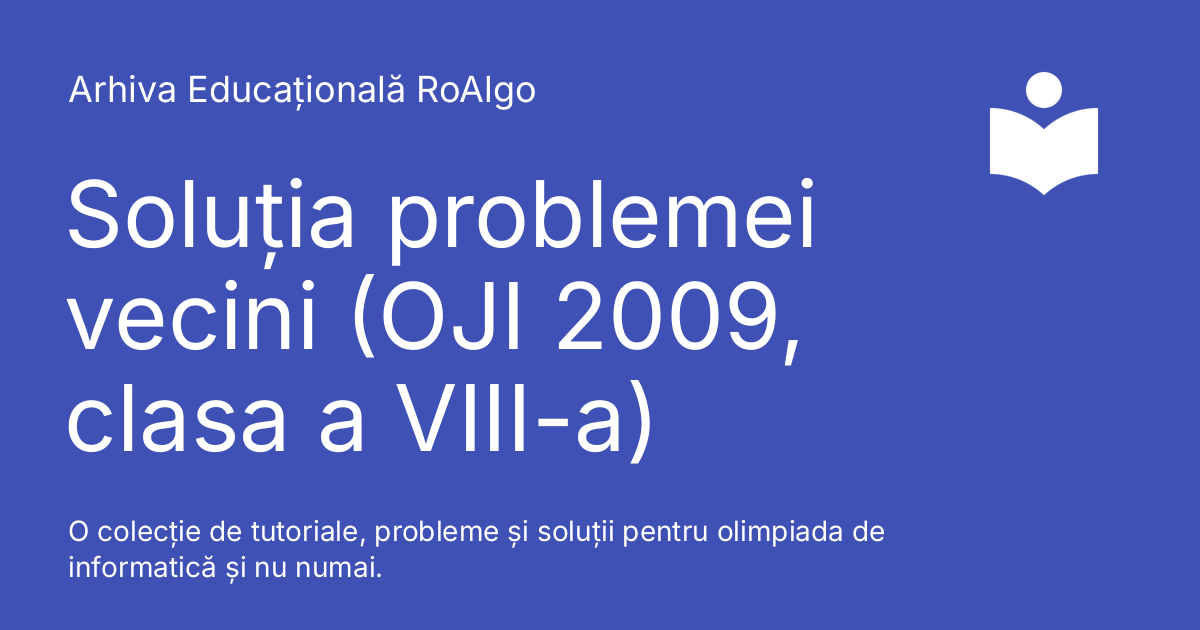 Arhiva Educațională RoAlgo
Soluția problemei
vecini (OJI 2009,
clasa a VIII-a)
O colecție de tutoriale, probleme și soluții pentru olimpiada de
informatică și nu numai.